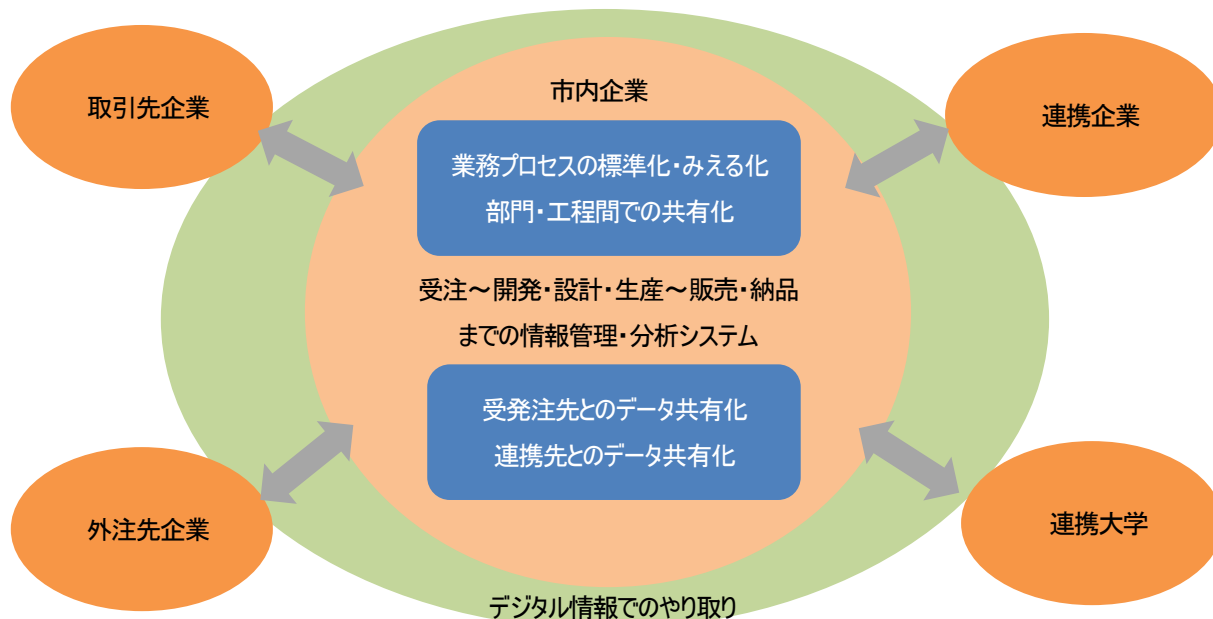 取引先企業
市内企業
連携企業
業務プロセスの標準化・みえる化
部門・工程間での共有化
受注～開発・設計・生産～販売・納品
までの情報管理・分析システム
受発注先とのデータ共有化
連携先とのデータ共有化
外注先企業
連携大学
デジタル情報でのやり取り